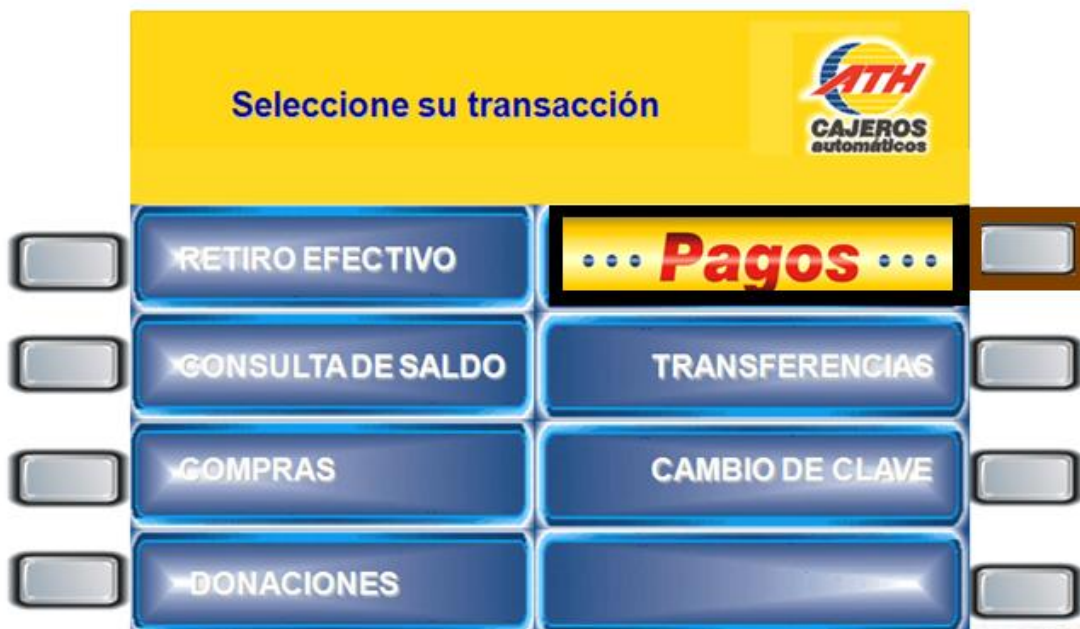 Seleccione su transacción
ATH
CAJEROS
automáticos
RETIRO EFECTIVO
••• Pagos •••
CONSULTA DE SALDO
TRANSFERENCIAS
COMPRAS
CAMBIO DE CLAVE
DONACIONES